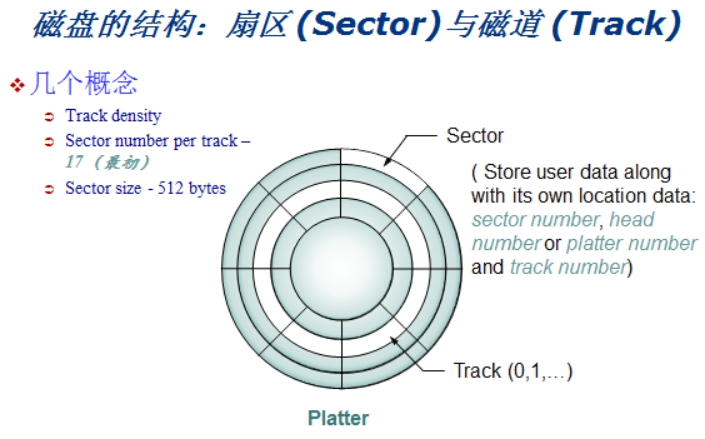 磁盘的结构：扇区(Sector)与磁道(Track)
几个概念
Track density
Sector number per track –
17（最初）
Sector size - 512 bytes
Sector
( Store user data along
with its own location data:
sector number, head
number or platter number
and track number)
Track (0,1,…)
Platter